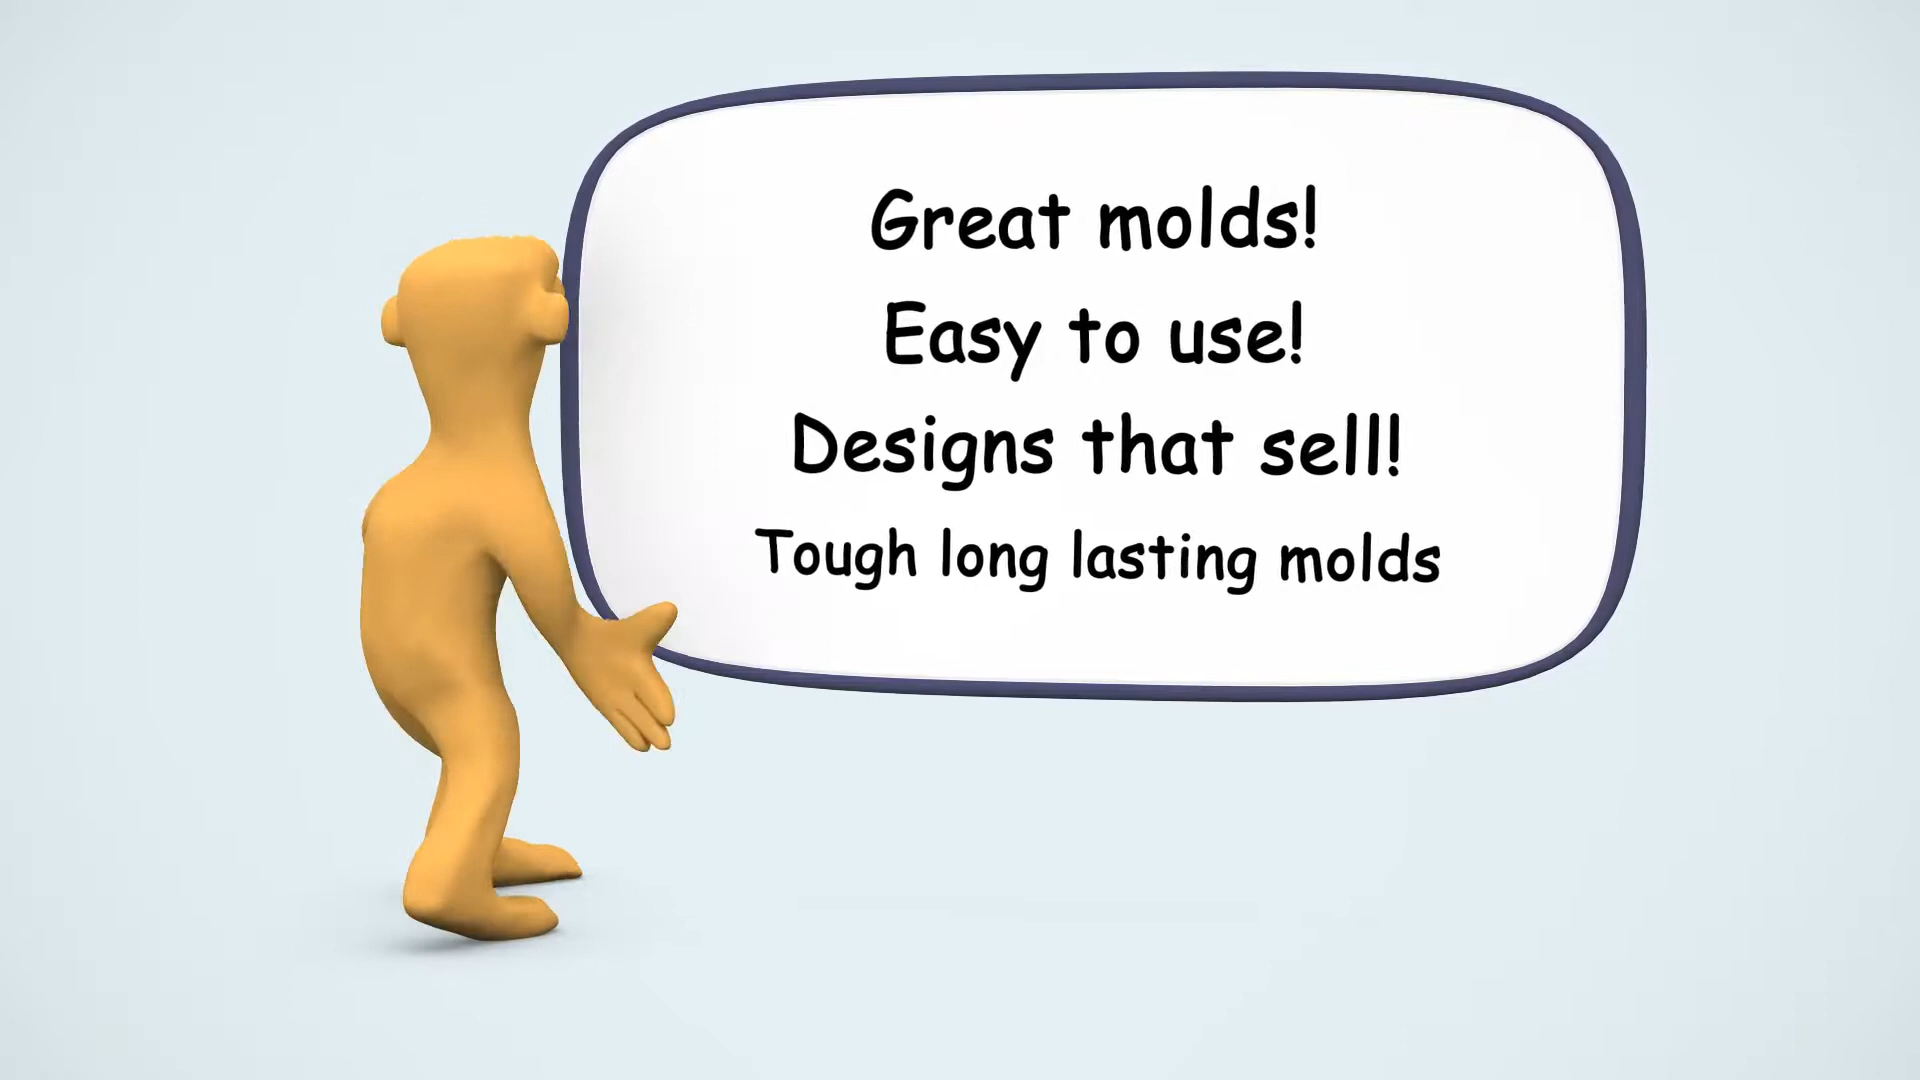 Great molds!
Easy to use!
Designs that sell!
Tough long lasting molds